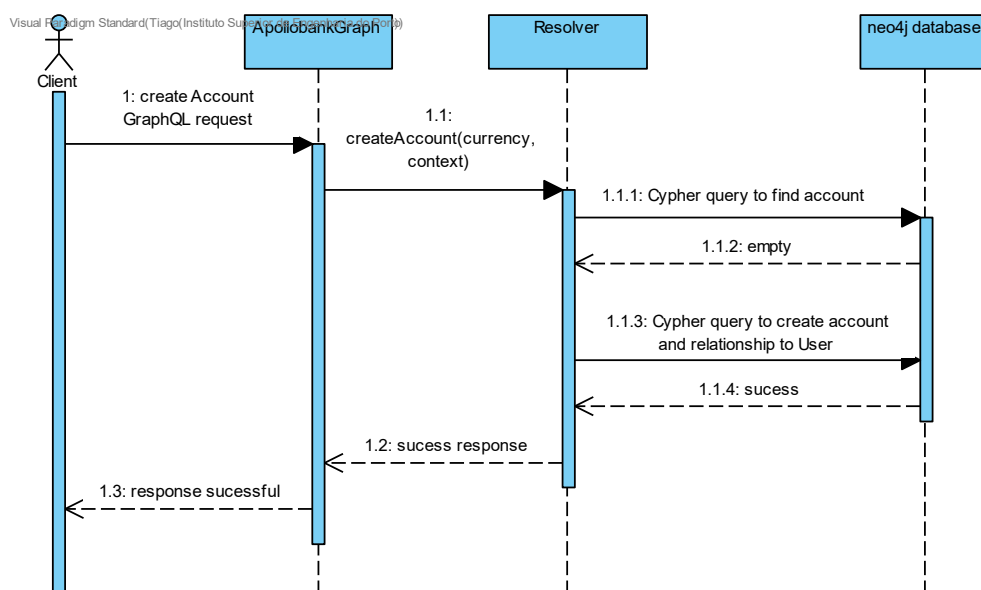 Visual Paradigm Standard(Tiago(Instituto Superior de Engenharia do Porto)
ApollobankGraph
Resolver
neo4j database
Client
1: create Account
GraphQL request
1.1:
createAccount(currency,
context)
1.1.1: Cypher query to find account
1.1.2: empty
1.1.3: Cypher query to create account
and relationship to User
1.1.4: sucess
1.2: sucess response
1.3: response sucessful